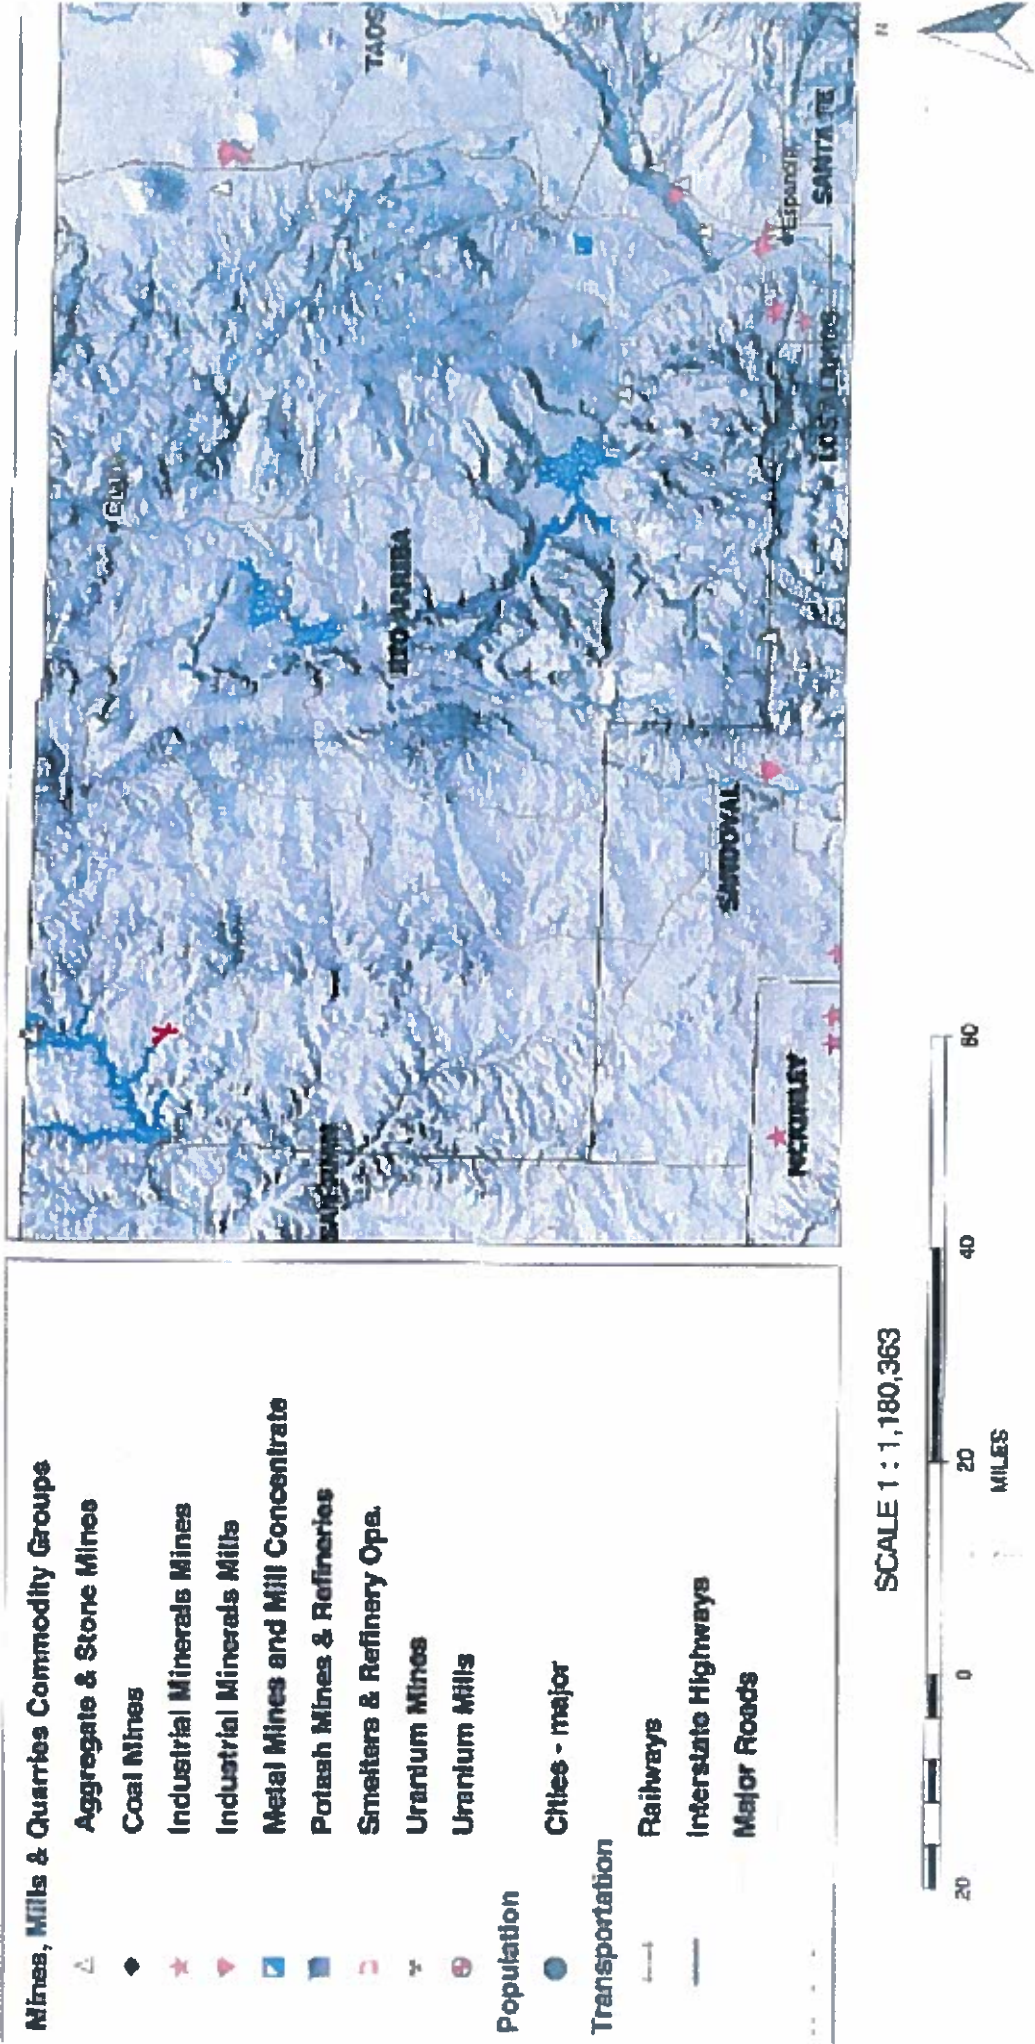 Mines, Mills & Quarries Commodity Groups
Aggregate & Stone Mines
Coal Mines
Industrial Minerals Mines
Industrial Minerals Mills
Metal Mines and Mill Concentrate
Potash Mines & Refineries
Smelters & Refinery Ops.
Uranium Mines
Uranium Mills
Population
Cities - major
Transportation
Railways
Interstate Highways
Major Roads
TAOS
RIO ARRIBA
SANTA FE
LOS ALAMOS
SANDOVAL
MCKINLEY
N
SCALE 1 : 1,180,363
20 0 20 40 60
MILES